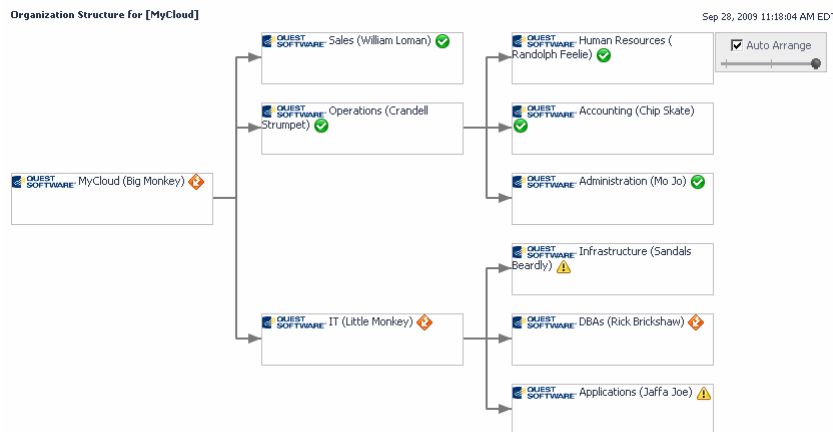 Organization Structure for [MyCloud]
Sep 28, 2009 11:18:04 AM EDT
Auto Arrange
QUEST SOFTWARE MyCloud (Big Monkey)
QUEST SOFTWARE Sales (William Loman)
QUEST SOFTWARE Operations (Crandell
Strumpet)
QUEST SOFTWARE Human Resources (
Randolph Feelie)
QUEST SOFTWARE Accounting (Chip Skate)
QUEST SOFTWARE Administration (Mo Jo)
QUEST SOFTWARE IT (Little Monkey)
QUEST SOFTWARE Infrastructure (Sandals
Beardly)
QUEST SOFTWARE DBAs (Rick Brickshaw)
QUEST SOFTWARE Applications (Jaffa Joe)